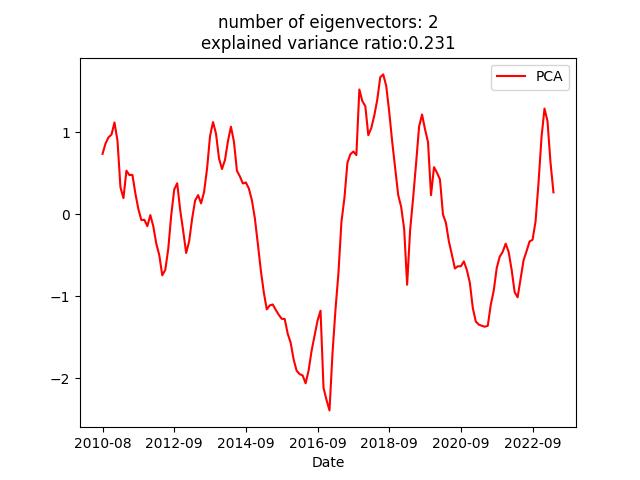 number of eigenvectors: 2
explained variance ratio:0.231
PCA
1
0
−1
−2
2010-08 2012-09 2014-09 2016-09 2018-09 2020-09 2022-09
Date